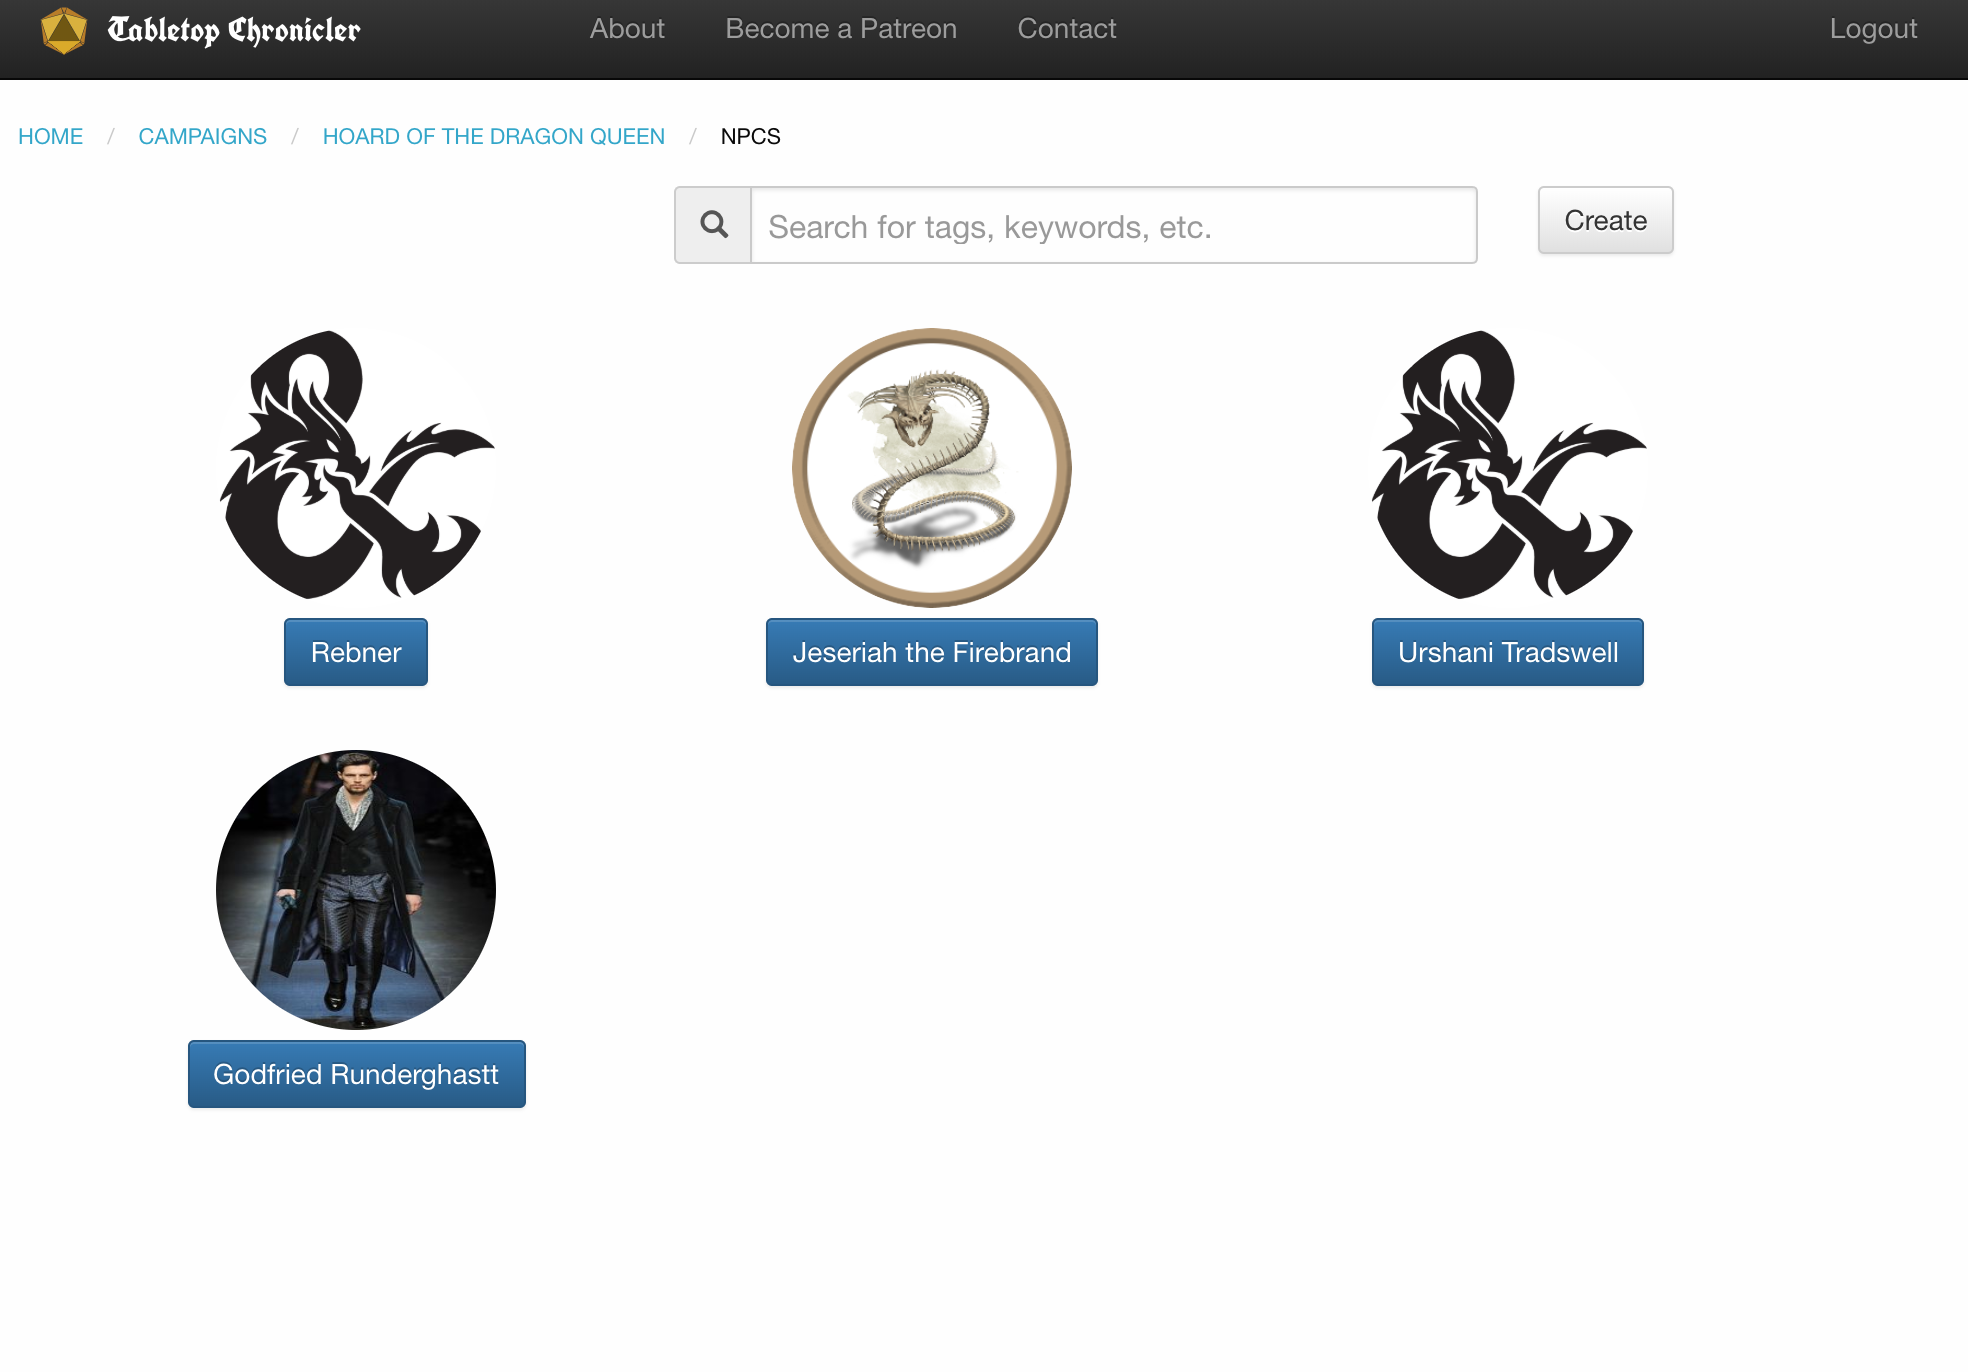 Tabletop Chronicler About Become a Patreon Contact Logout
HOME / CAMPAIGNS / HOARD OF THE DRAGON QUEEN / NPCS
Search for tags, keywords, etc. Create
Rebner Jeseriah the Firebrand Urshani Tradswell
Godfried Runderghastt